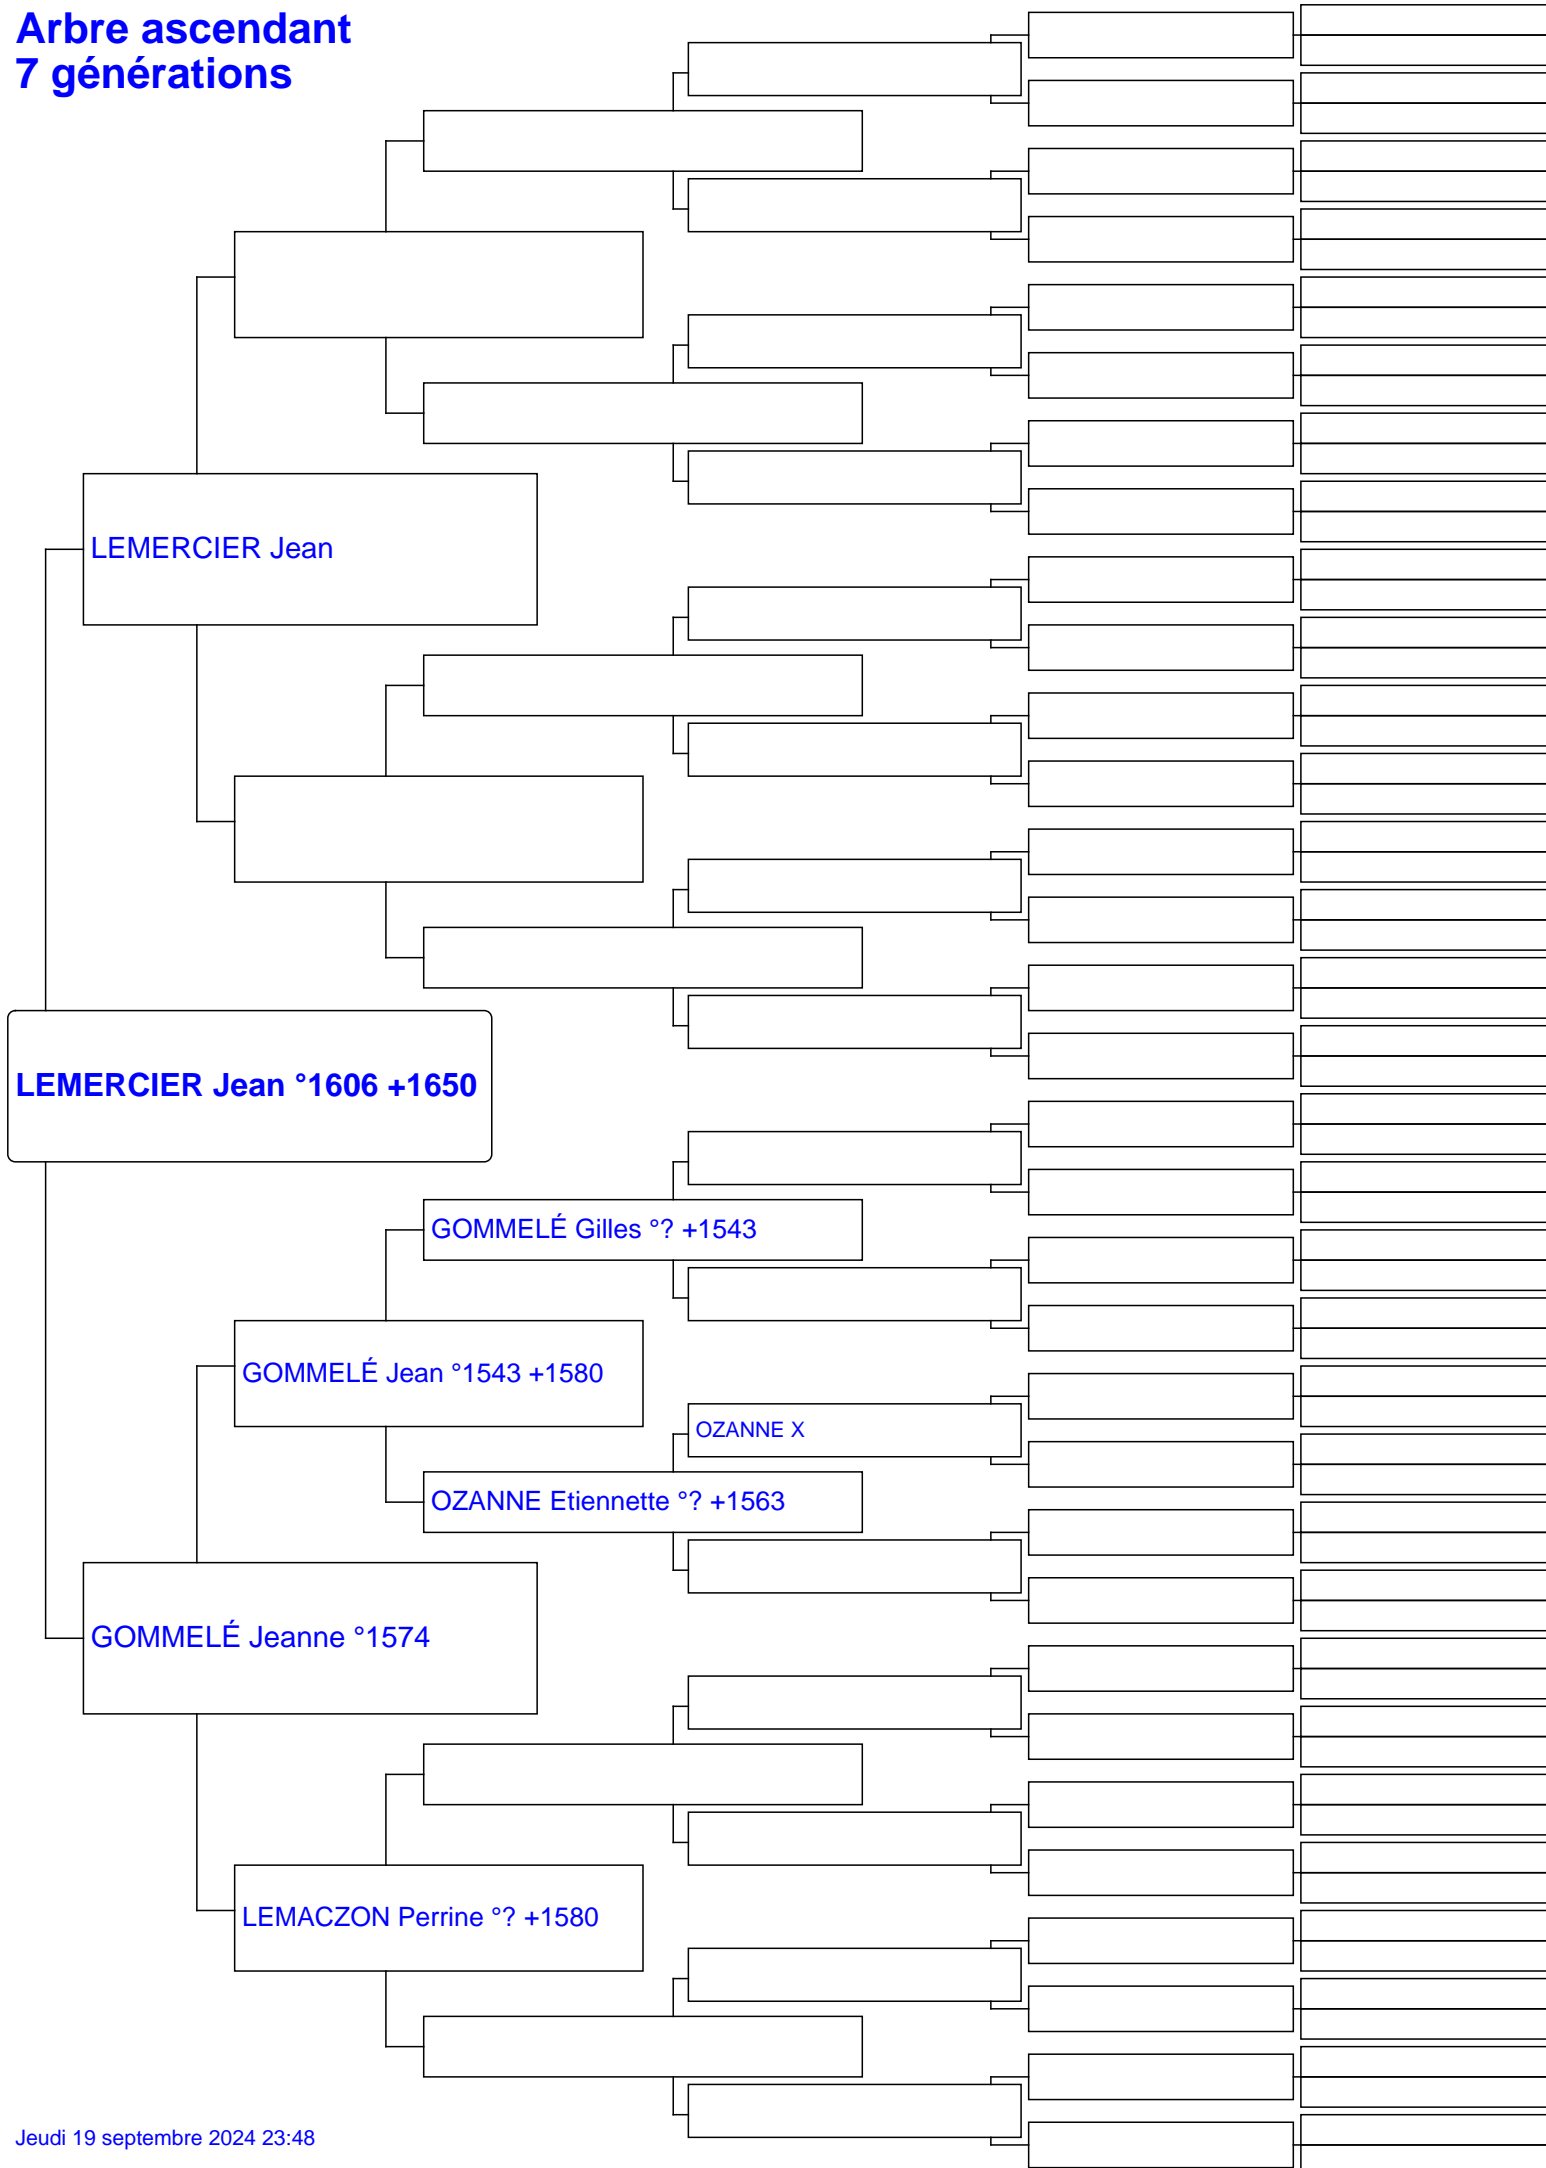 Arbre ascendant
7 générations
LEMERCIER Jean
LEMERCIER Jean °1606 +1650
GOMMELÉ Gilles °? +1543
GOMMELÉ Jean °1543 +1580
OZANNE X
OZANNE Etiennette °? +1563
GOMMELÉ Jeanne °1574
LEMACZON Perrine °? +1580
Jeudi 19 septembre 2024 23:48